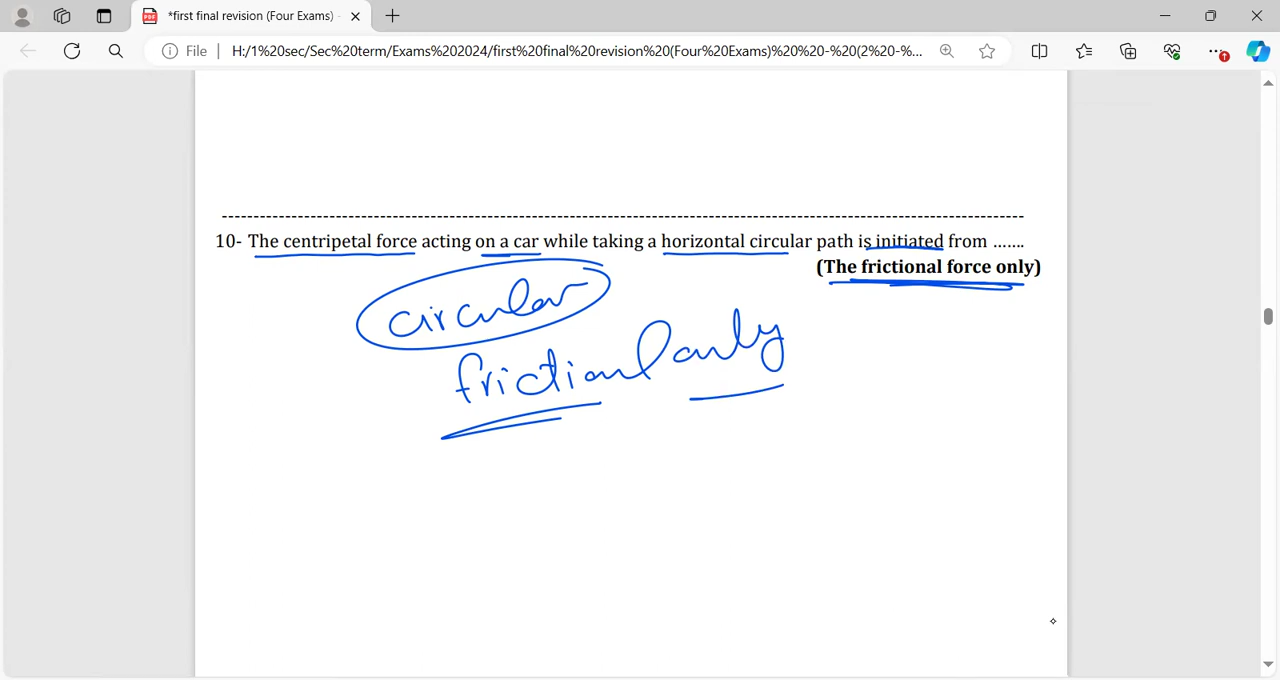 *first final revision (Four Exams) -
File
H:/1%20sec/Sec%20term/Exams%202024/first%20final%20revision%20(Four%20Exams)%20%20-%20(2%20-%...
10- The centripetal force acting on a car while taking a horizontal circular path is initiated from .......
(The frictional force only)
circular
frictional only